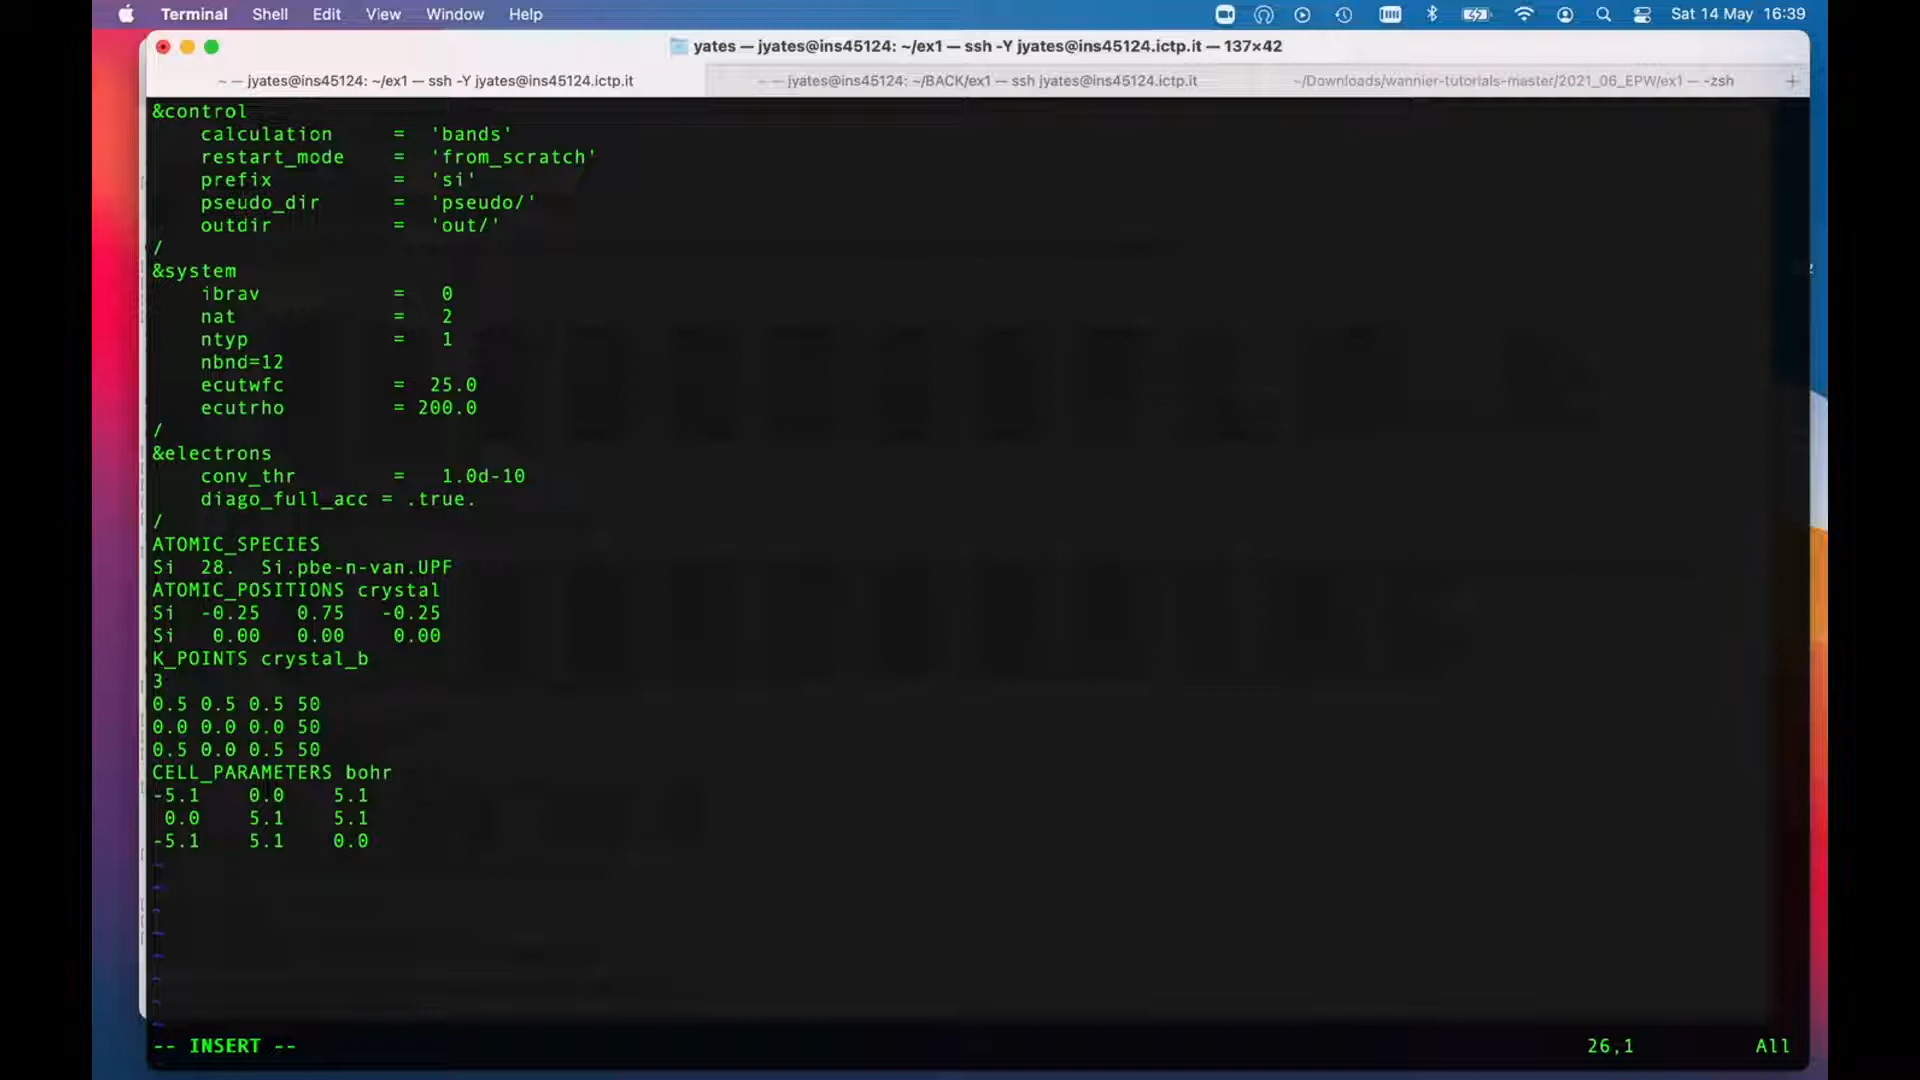 Terminal Shell Edit View Window Help Sat 14 May 16:39
yates — jyates@ins45124: ~/ex1 — ssh -Y jyates@ins45124.ictp.it — 137×42
~ — jyates@ins45124: ~/ex1 — ssh -Y jyates@ins45124.ictp.it ~ — jyates@ins45124: ~/BACK/ex1 — ssh jyates@ins45124.ictp.it ~/Downloads/wannier-tutorials-master/2021_06_EPW/ex1 — -zsh +
&control
calculation = 'bands'
restart_mode = 'from_scratch'
prefix = 'si'
pseudo_dir = 'pseudo/'
outdir = 'out/'
/
&system
ibrav = 0
nat = 2
ntyp = 1
nbnd=12
ecutwfc = 25.0
ecutrho = 200.0
/
&electrons
conv_thr = 1.0d-10
diago_full_acc = .true.
/
ATOMIC_SPECIES
Si 28. Si.pbe-n-van.UPF
ATOMIC_POSITIONS crystal
Si -0.25 0.75 -0.25
Si 0.00 0.00 0.00
K_POINTS crystal_b
3
0.5 0.5 0.5 50
0.0 0.0 0.0 50
0.5 0.0 0.5 50
CELL_PARAMETERS bohr
-5.1 0.0 5.1
0.0 5.1 5.1
-5.1 5.1 0.0
~
~
~
~
~
~
~
~
-- INSERT -- 26,1 All